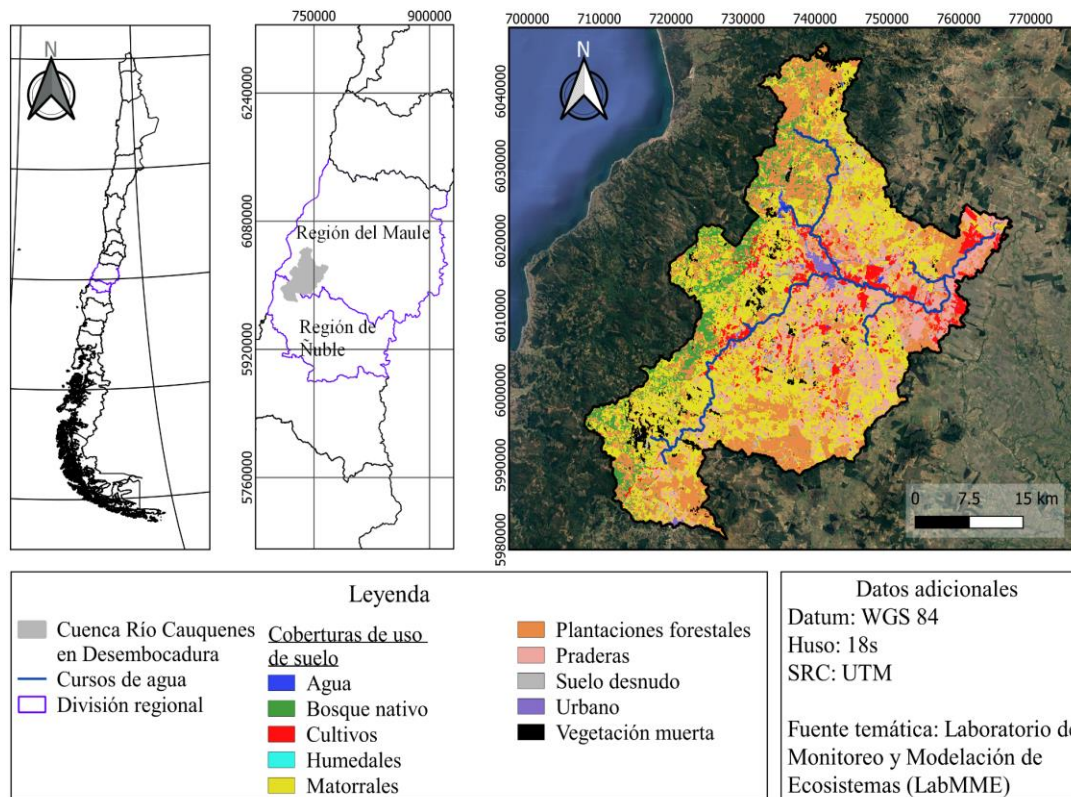 N
750000
900000
6240000
6080000
5920000
5760000
Región del Maule
Región de
Ñuble
700000
710000
720000
730000
740000
750000
760000
770000
6040000
6030000
6020000
6010000
6000000
5990000
5980000
N
0
7.5
15 km
Leyenda
Cuenca Río Cauquenes
en Desembocadura
Cursos de agua
División regional
Coberturas de uso
de suelo
Agua
Bosque nativo
Cultivos
Humedales
Matorrales
Plantaciones forestales
Praderas
Suelo desnudo
Urbano
Vegetación muerta
Datos adicionales
Datum: WGS 84
Huso: 18s
SRC: UTM
Fuente temática: Laboratorio de
Monitoreo y Modelación de
Ecosistemas (LabMME)